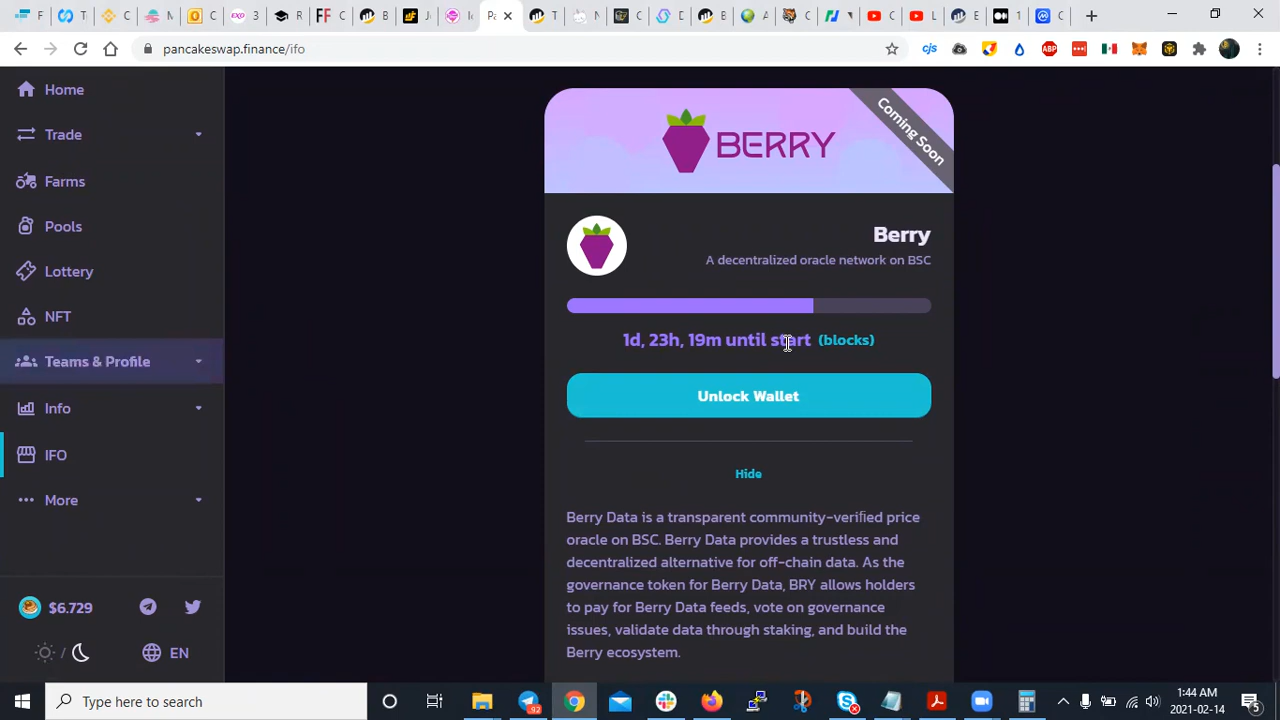 pancakeswap.finance/ifo
cjs
ABP
Home
Trade
Farms
Pools
Lottery
NFT
Teams & Profile
Info
IFO
More
$6.729
EN
BERRY
Coming Soon
Berry
A decentralized oracle network on BSC
1d, 23h, 19m until start (blocks)
Unlock Wallet
Hide
Berry Data is a transparent community-verified price
oracle on BSC. Berry Data provides a trustless and
decentralized alternative for off-chain data. As the
governance token for Berry Data, BRY allows holders
to pay for Berry Data feeds, vote on governance
issues, validate data through staking, and build the
Berry ecosystem.
Type here to search
92
1:44 AM
2021-02-14
5